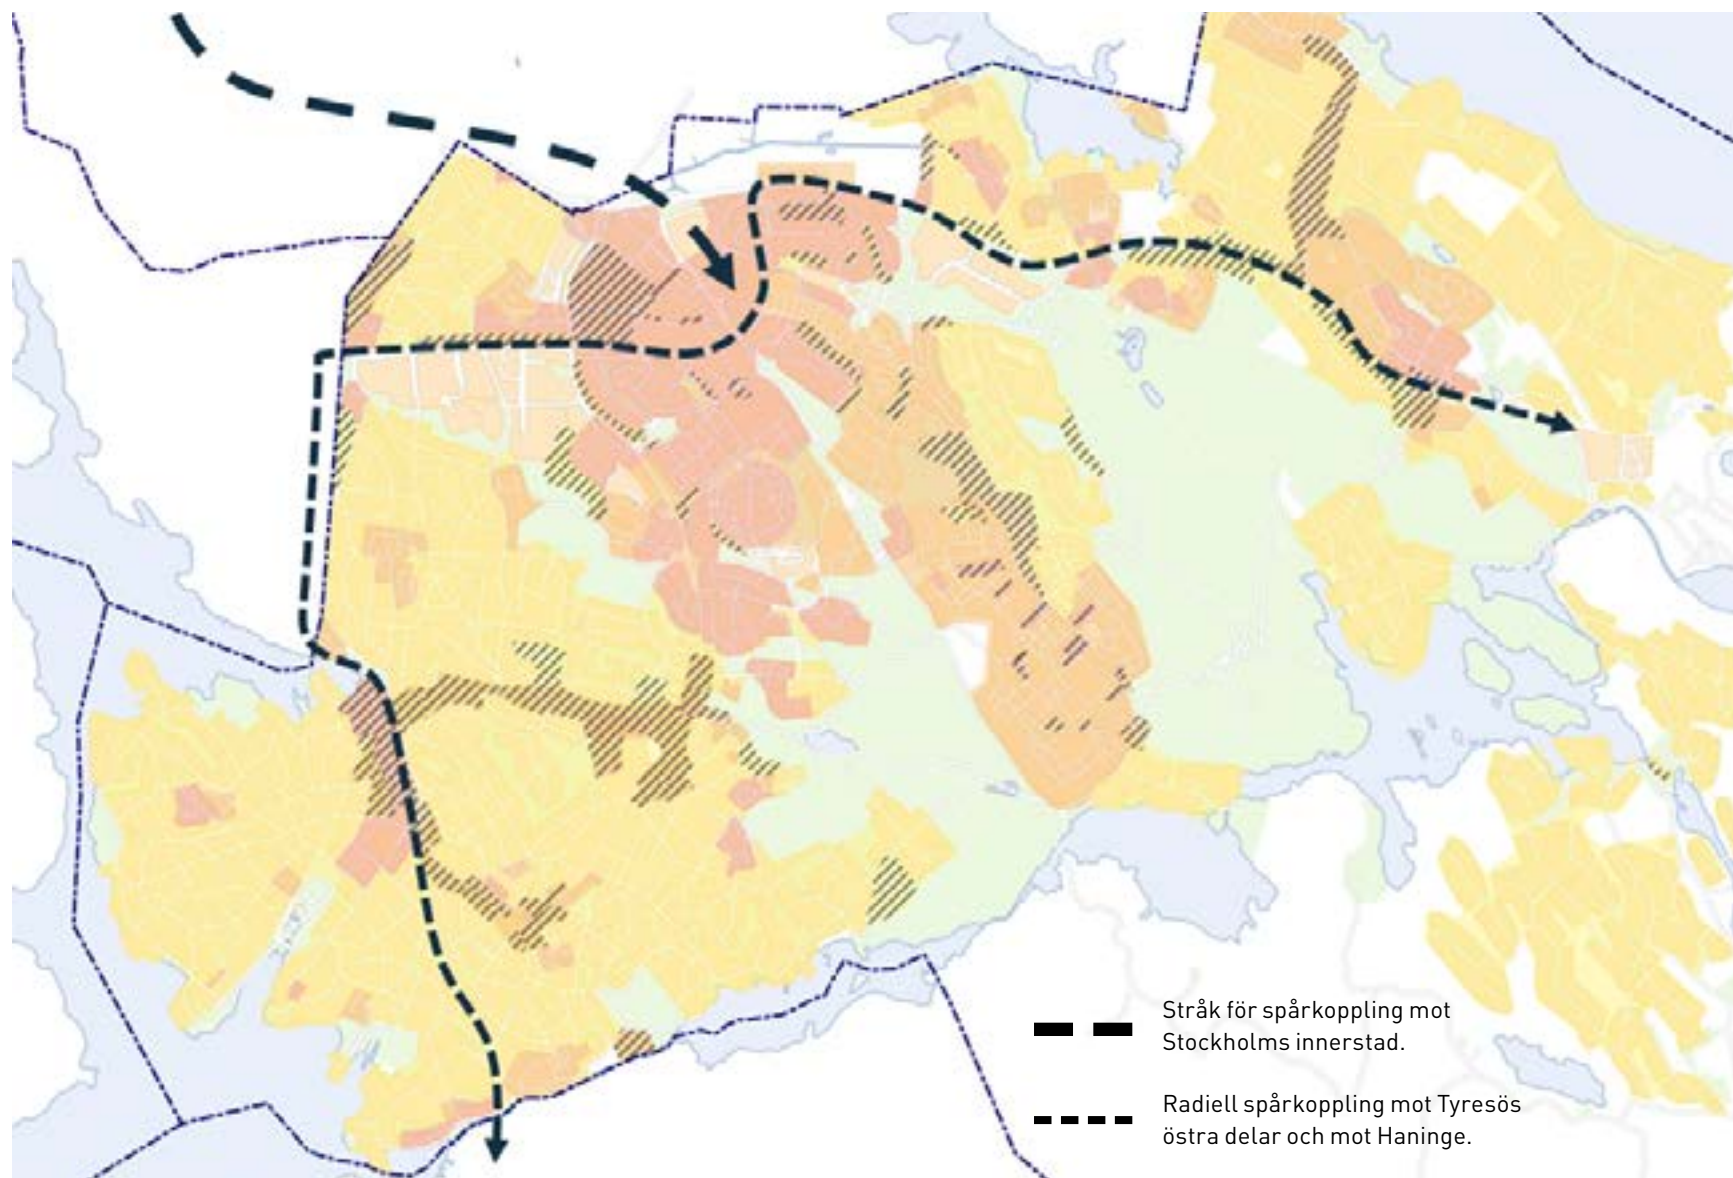 Stråk för spårkoppling mot
Stockholms innerstad.
Radiell spårkoppling mot Tyresös
östra delar och mot Haninge.